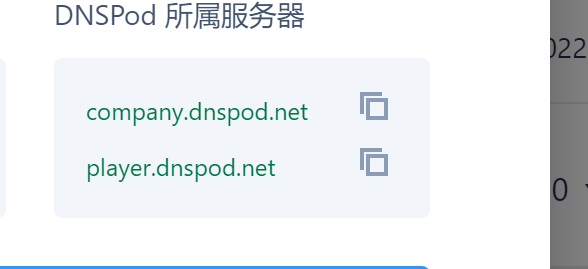 DNSPod 所属服务器
company.dnspod.net
player.dnspod.net